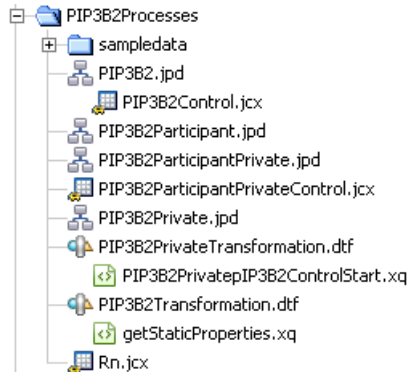 PIP3B2Processes
sampledata
PIP3B2.jpd
PIP3B2Control.jcx
PIP3B2Participant.jpd
PIP3B2ParticipantPrivate.jpd
PIP3B2ParticipantPrivateControl.jcx
PIP3B2Private.jpd
PIP3B2PrivateTransformation.dtf
PIP3B2PrivatepIP3B2ControlStart.xq
PIP3B2Transformation.dtf
getStaticProperties.xq
Rn.jcx